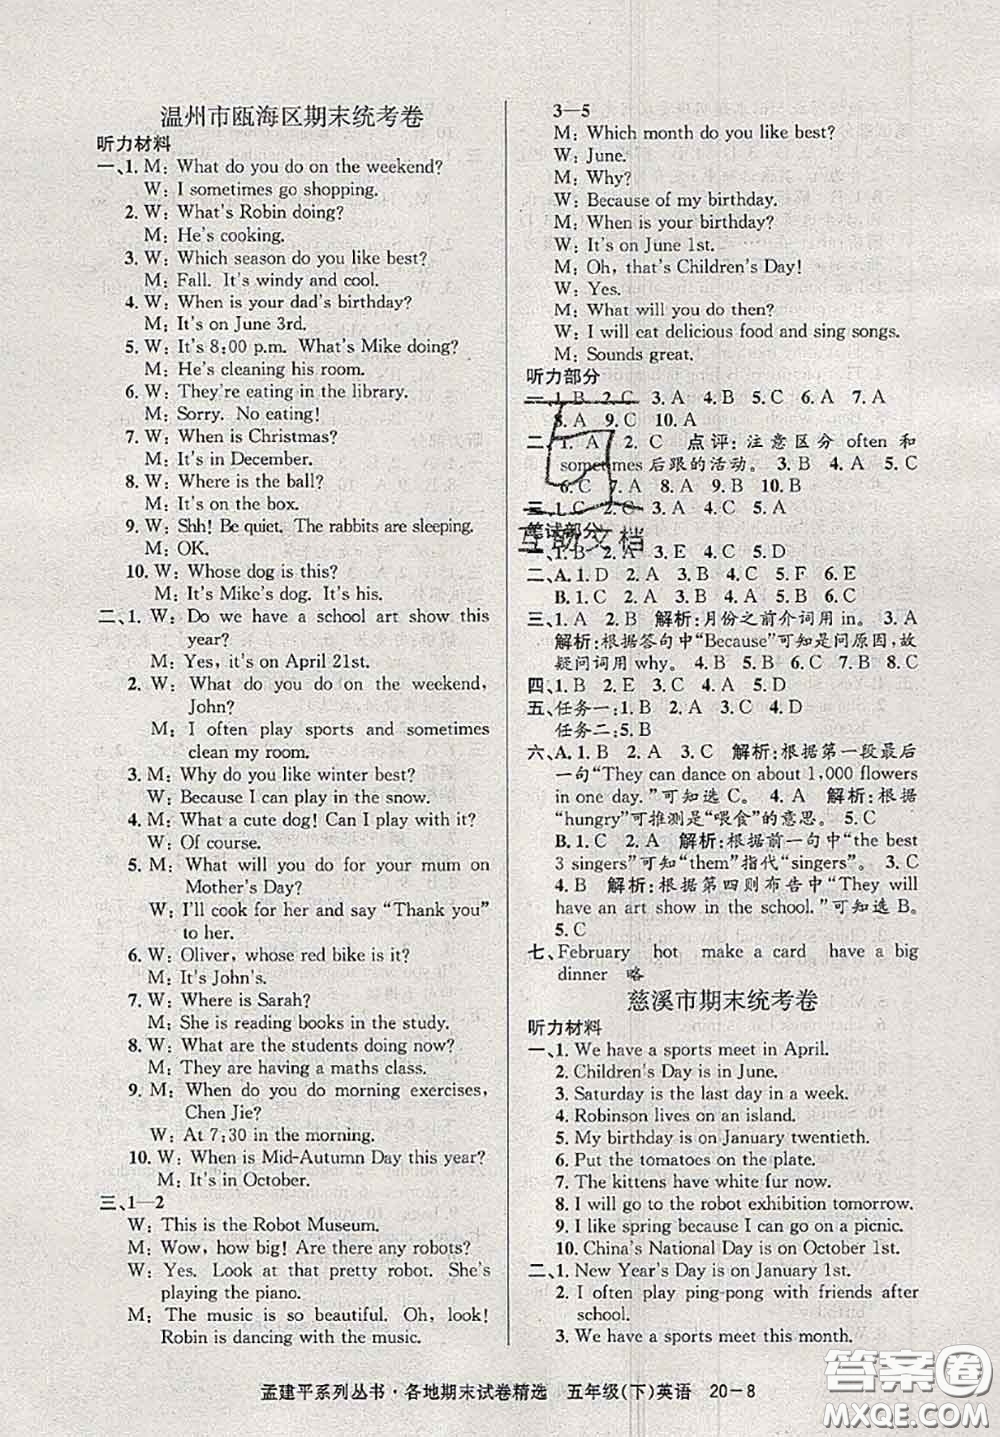 温州市瓯海区期末统考卷
听力材料
一、1. M: What do you do on the weekend?
W: I sometimes go shopping.
2. W: What's Robin doing?
M: He's cooking.
3. W: Which season do you like best?
M: Fall. It's windy and cool.
4. W: When is your dad's birthday?
M: It's on June 3rd.
5. W: It's 8:00 p.m. What's Mike doing?
M: He's cleaning his room.
6. W: They're eating in the library.
M: Sorry. No eating!
7. W: When is Christmas?
M: It's in December.
8. W: Where is the ball?
M: It's on the box.
9. W: Shh! Be quiet. The rabbits are sleeping.
M: OK.
10. W: Whose dog is this?
M: It's Mike's dog. It's his.
二、1. W: Do we have a school art show this
year?
M: Yes, it's on April 21st.
2. W: What do you do on the weekend,
John?
M: I often play sports and sometimes
clean my room.
3. M: Why do you like winter best?
W: Because I can play in the snow.
4. M: What a cute dog! Can I play with it?
W: Of course.
5. M: What will you do for your mum on
Mother's Day?
W: I'll cook for her and say "Thank you"
to her.
6. W: Oliver, whose red bike is it?
M: It's John's.
7. W: Where is Sarah?
M: She is reading books in the study.
8. W: What are the students doing now?
M: They are having a maths class.
9. M: When do you do morning exercises,
Chen Jie?
W: At 7:30 in the morning.
10. W: When is Mid-Autumn Day this year?
M: It's in October.
三、1—2
W: This is the Robot Museum.
M: Wow, how big! Are there any robots?
W: Yes. Look at that pretty robot. She's
playing the piano.
M: The music is so beautiful. Oh, look!
Robin is dancing with the music.
3—5
M: Which month do you like best?
W: June.
M: Why?
W: Because of my birthday.
M: When is your birthday?
W: It's on June 1st.
M: Oh, that's Children's Day!
W: Yes.
M: What will you do then?
W: I will eat delicious food and sing songs.
M: Sounds great.
听力部分
一、1. B 2. C 3. A 4. B 5. C 6. A 7. A
8. A 9. C 10. A
二、1. A 2. C 点评：注意区分 often 和
sometimes 后跟的活动。 3. B 4. A 5. C
6. C 7. A 8. A 9. B 10. B
三、1. C 2. C 3. A 4. C 5. A
笔试部分
一、1. B 2. A 3. E 4. C 5. D
二、A. 1. D 2. A 3. B 4. C 5. F 6. E
B. 1. C 2. A 3. D 4. B
三、1. A 2. B 解析：月份之前介词用 in。 3. A
解析：根据答句中"Because"可知是问原因，故
疑问词用 why。 4. B 5. B 6. A 7. B 8. C
四、1. B 2. E 3. C 4. A 5. D
五、任务一：1. B 2. C 3. A 4. D
任务二：5. B
六、A. 1. B 2. A 3. C 解析：根据第一段最后
一句"They can dance on about 1,000 flowers
in one day."可知选 C。 4. A 解析：根据
"hungry"可推测是"喂食"的意思。 5. C
B. 1. C 2. A 解析：根据前一句中"the best
3 singers"可知"them"指代"singers"。 3. C
4. B 解析：根据第四则布告中"They will
have an art show in the school."可知选 B。
5. C
七、February hot make a card have a big
dinner 略
慈溪市期末统考卷
听力材料
一、1. We have a sports meet in April.
2. Children's Day is in June.
3. Saturday is the last day in a week.
4. Robinson lives on an island.
5. My birthday is on January twentieth.
6. Put the tomatoes on the plate.
7. The kittens have white fur now.
8. I will go to the robot exhibition tomorrow.
9. I like spring because I can go on a picnic.
10. China's National Day is on October 1st.
二、1. New Year's Day is on January 1st.
2. I often play ping-pong with friends after
school.
3. We have a sports meet this month.
孟建平系列丛书·各地期末试卷精选 五年级(下)英语 20－8
互助文档
答案圈
MXQE.COM